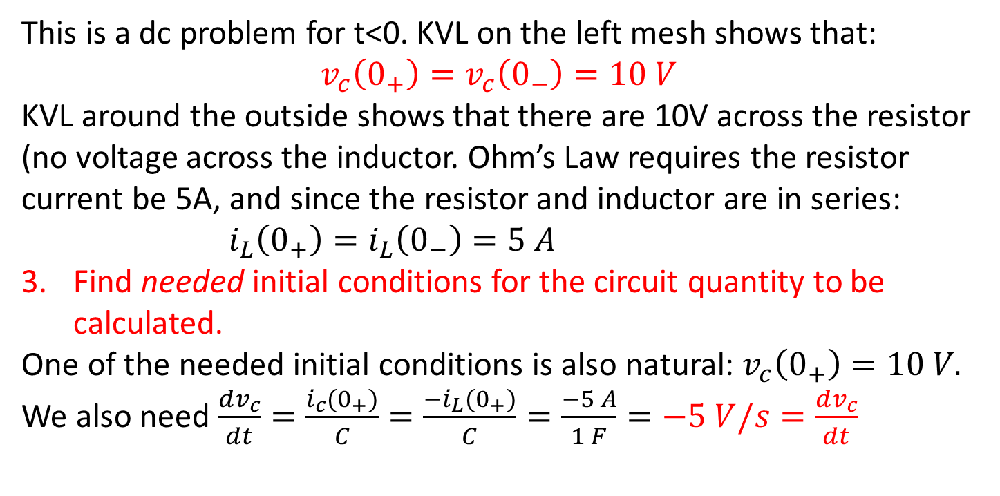 This is a dc problem for t<0. KVL on the left mesh shows that:
v_c(0_+) = v_c(0_−) = 10 V
KVL around the outside shows that there are 10V across the resistor
(no voltage across the inductor. Ohm’s Law requires the resistor
current be 5A, and since the resistor and inductor are in series:
i_L(0_+) = i_L(0_−) = 5 A
3. Find needed initial conditions for the circuit quantity to be
calculated.
One of the needed initial conditions is also natural: v_c(0_+) = 10 V.
We also need dv_c/dt = i_c(0_+)/C = −i_L(0_+)/C = −5 A/1 F = −5 V/s = dv_c/dt